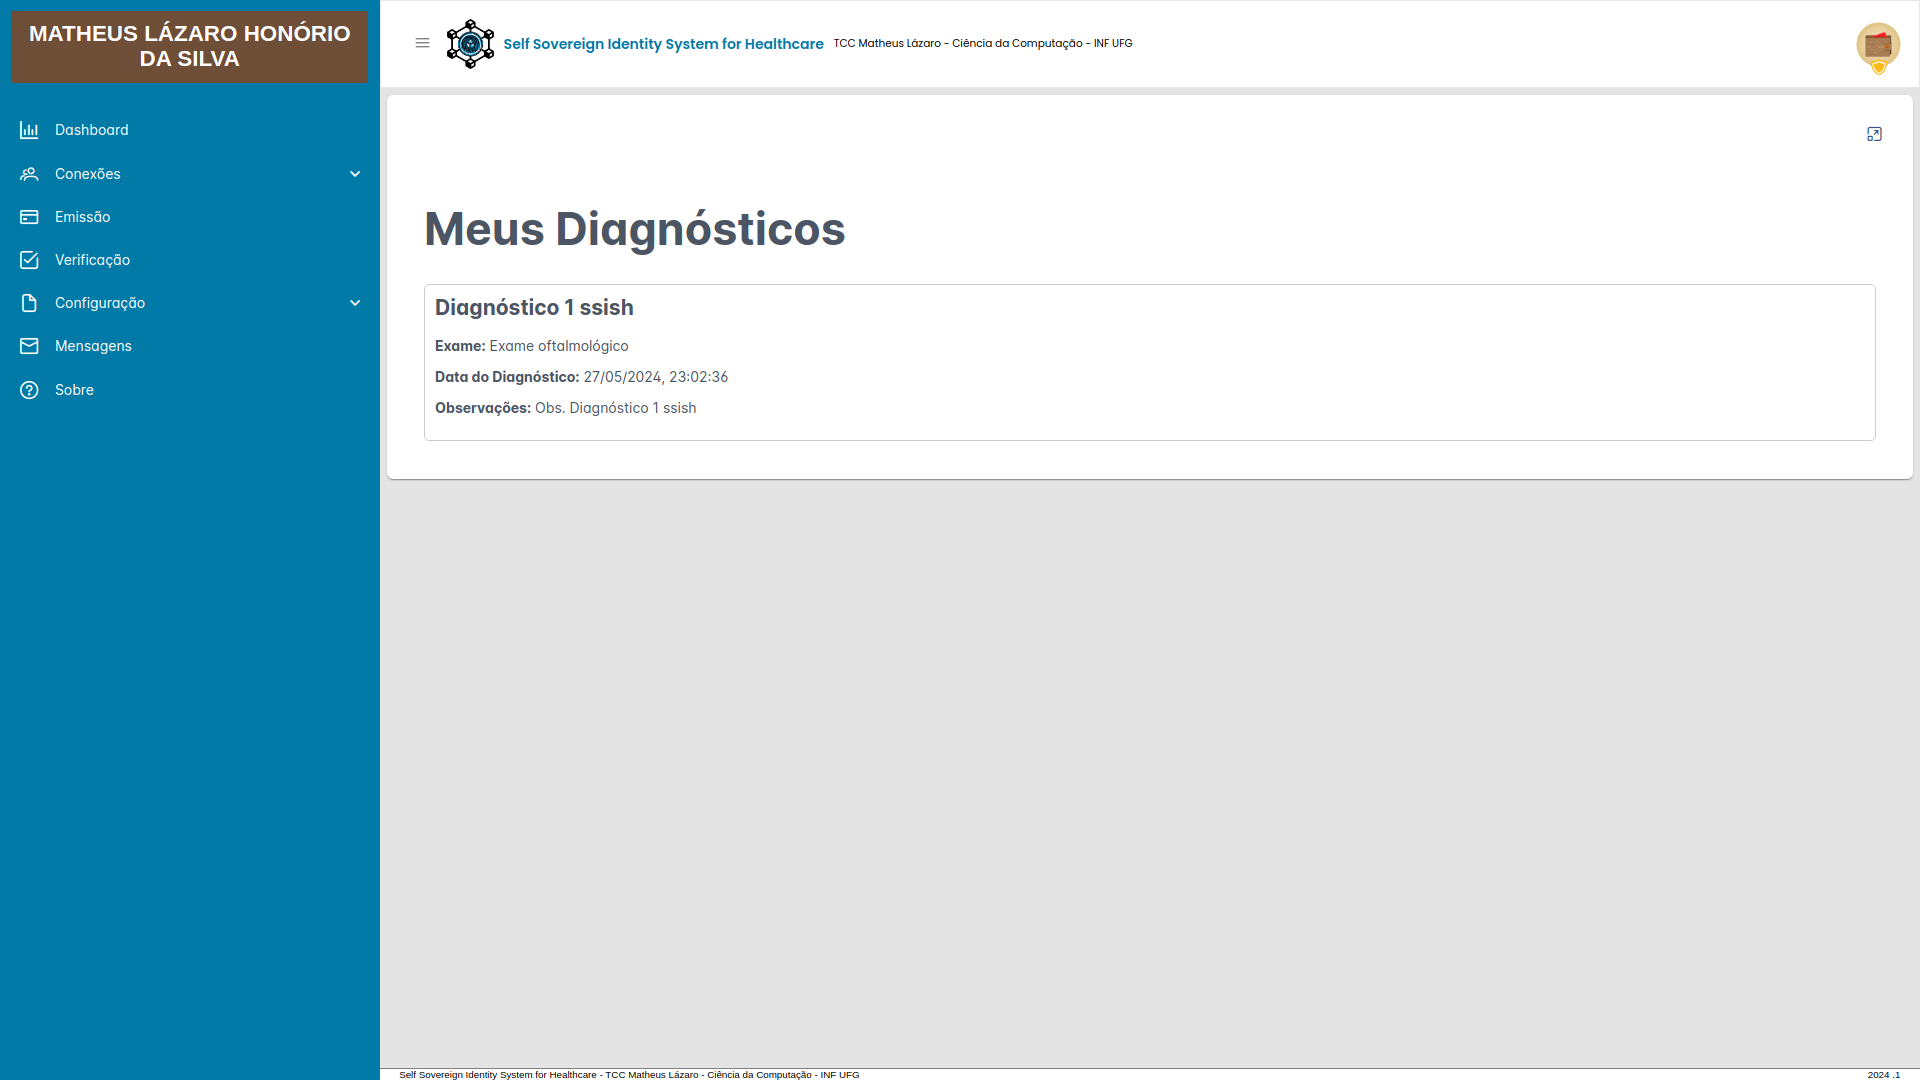 MATHEUS LÁZARO HONÓRIO
DA SILVA
Dashboard
Conexões
Emissão
Verificação
Configuração
Mensagens
Sobre
Self Sovereign Identity System for Healthcare TCC Matheus Lázaro - Ciência da Computação - INF UFG
Meus Diagnósticos
Diagnóstico 1 ssish
Exame: Exame oftalmológico
Data do Diagnóstico: 27/05/2024, 23:02:36
Observações: Obs. Diagnóstico 1 ssish
Self Sovereign Identity System for Healthcare - TCC Matheus Lázaro - Ciência da Computação - INF UFG
2024 .1